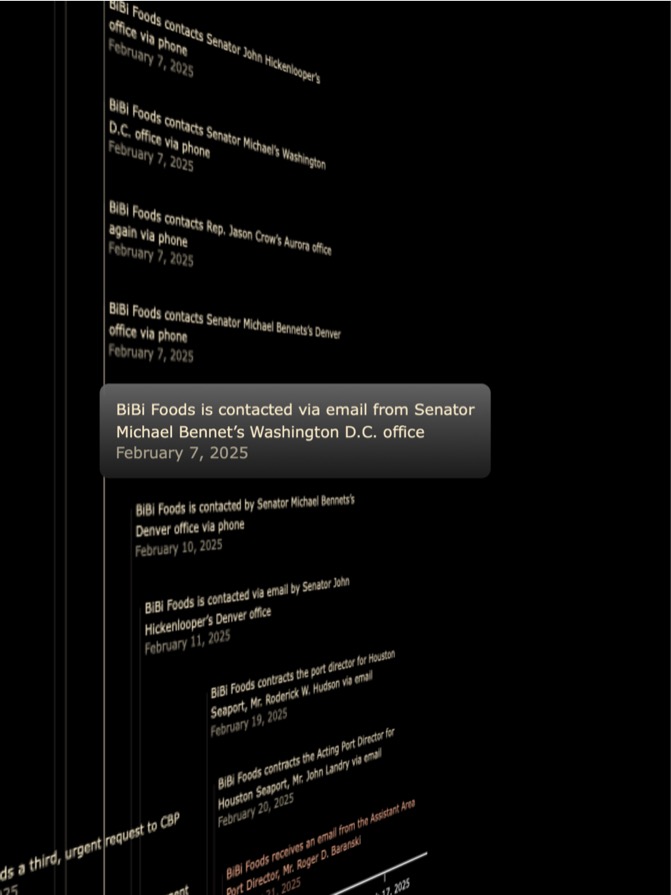 BiBi Foods contacts Senator John Hickenlooper's
office via phone
February 7, 2025
BiBi Foods contacts Senator Michael's Washington
D.C. office via phone
February 7, 2025
BiBi Foods contacts Rep. Jason Crow's Aurora office
again via phone
February 7, 2025
BiBi Foods contacts Senator Michael Bennets's Denver
office via phone
February 7, 2025
BiBi Foods is contacted via email from Senator
Michael Bennet's Washington D.C. office
February 7, 2025
BiBi Foods is contacted by Senator Michael Bennets's
Denver office via phone
February 10, 2025
BiBi Foods is contacted via email by Senator John
Hickenlooper's Denver office
February 11, 2025
BiBi Foods contracts the port director for Houston
Seaport, Mr. Roderick W. Hudson via email
February 19, 2025
BiBi Foods contracts the Acting Port Director for
Houston Seaport, Mr. John Landry via email
February 20, 2025
ds a third, urgent request to CBP
25
BiBi Foods receives an email from the Assistant Area
Port Director, Mr. Roger D. Baranski
21, 2025
17, 2025